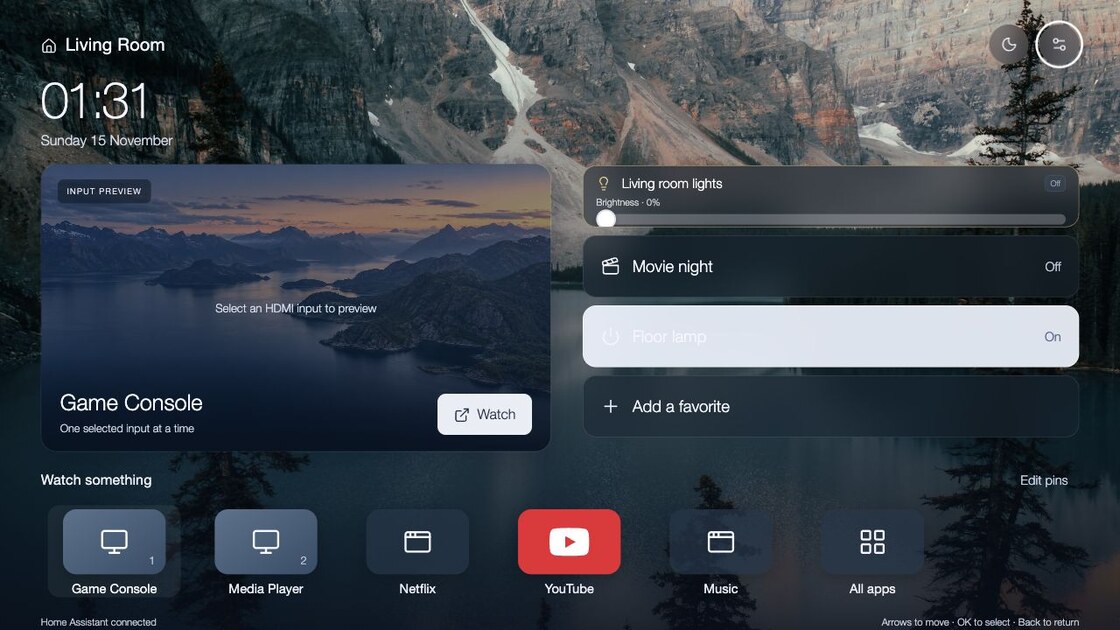 Living Room
01:31
Sunday 15 November
INPUT PREVIEW
Select an HDMI input to preview
Game Console
One selected input at a time
Watch
Living room lights
Off
Brightness · 0%
Movie night
Off
Floor lamp
On
Add a favorite
Watch something
Edit pins
1
Game Console
2
Media Player
Netflix
YouTube
Music
All apps
Home Assistant connected
Arrows to move · OK to select · Back to return